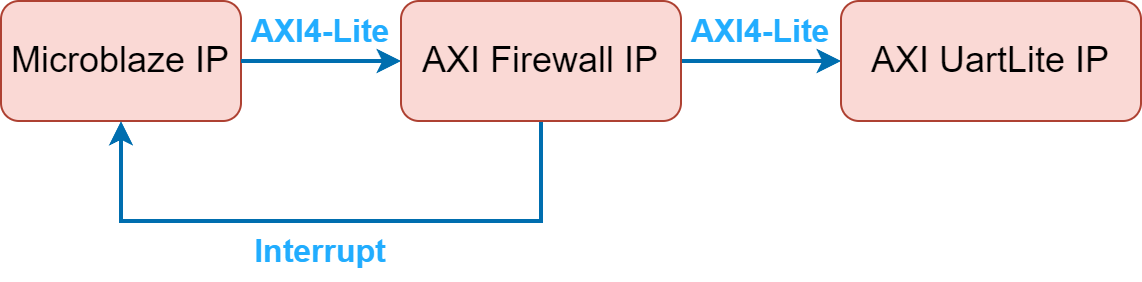 AXI4-Lite
AXI4-Lite
Microblaze IP
AXI Firewall IP
AXI UartLite IP
Interrupt